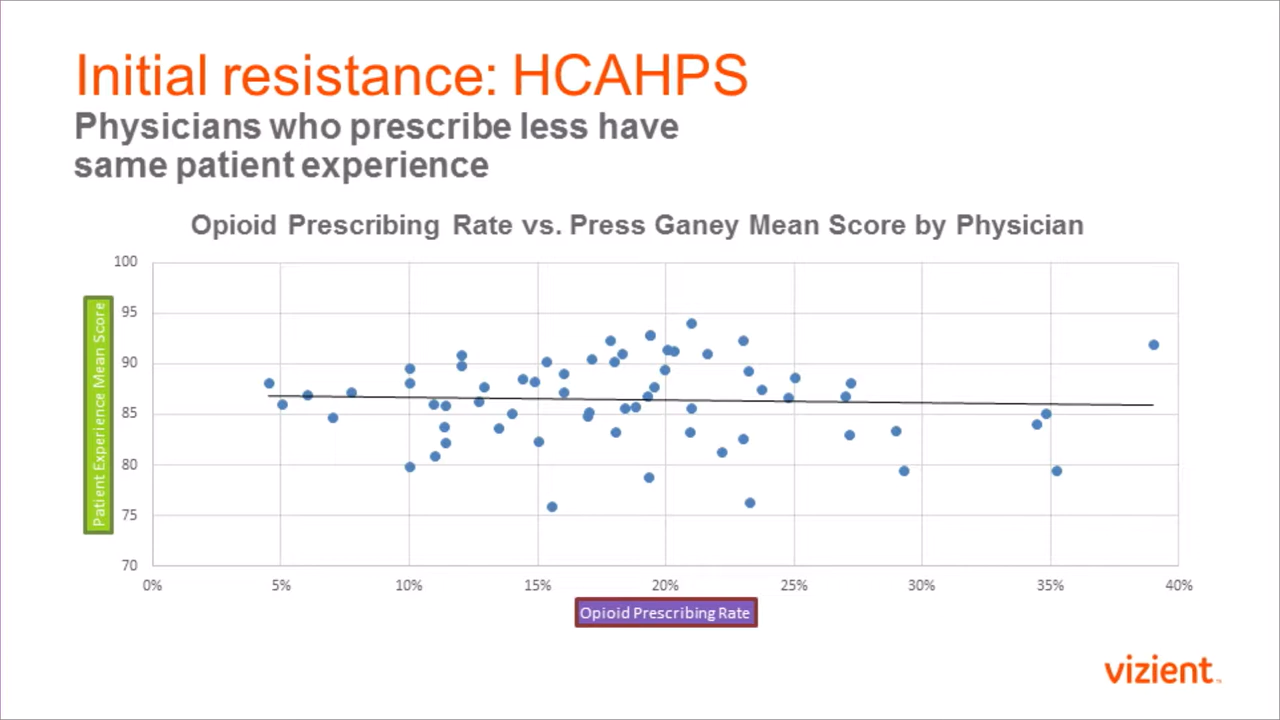 Initial resistance: HCAHPS
Physicians who prescribe less have
same patient experience
Opioid Prescribing Rate vs. Press Ganey Mean Score by Physician
100
95
90
85
80
75
70
Patient Experience Mean Score
0%
5%
10%
15%
20%
25%
30%
35%
40%
Opioid Prescribing Rate
vizient